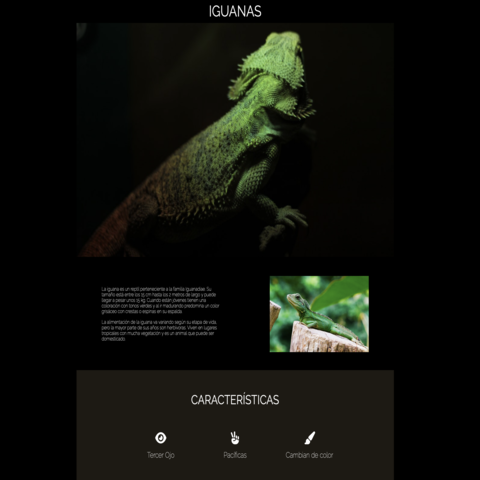 IGUANAS
La iguana es un reptil perteneciente a la familia Iguanadiae. Su
tamaño está entre los 15 cm hasta los 2 metros de largo y puede
llegar a pesar unos 15 kg. Cuando están jóvenes tienen una
coloración con tonos verdes y al ir madurando predomina un color
grisáceo con crestas o espinas en su espalda.
La alimentación de la iguana va variando según su etapa de vida,
pero la mayor parte de sus años son herbívoras. Viven en lugares
tropicales con mucha vegetación y es un animal que puede ser
domesticado.
CARACTERÍSTICAS
Tercer Ojo
Pacíficas
Cambian de color